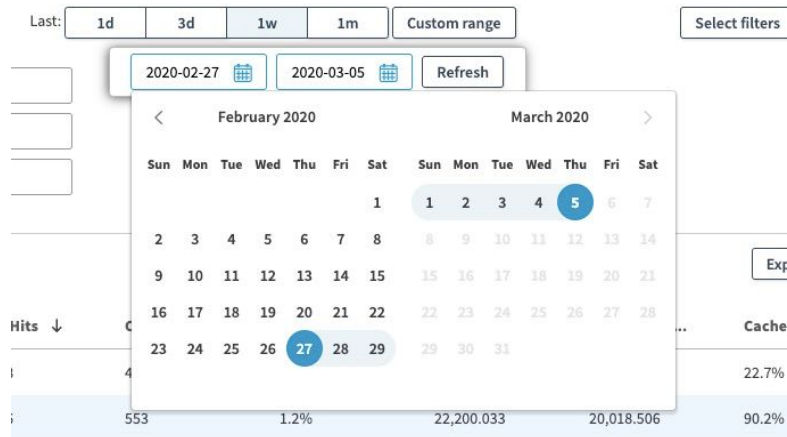 Last: 1d 3d 1w 1m Custom range Select filters
2020-02-27 2020-03-05 Refresh
February 2020 March 2020
Sun Mon Tue Wed Thu Fri Sat Sun Mon Tue Wed Thu Fri Sat
1 1 2 3 4 5 6 7
2 3 4 5 6 7 8 8 9 10 11 12 13 14
9 10 11 12 13 14 15 15 16 17 18 19 20 21
Exp
16 17 18 19 20 21 22 22 23 24 25 26 27 28
Hits ↓ ... Cache
23 24 25 26 27 28 29 29 30 31
4 22.7%
553 1.2% 22,200.033 20,018.506 90.2%